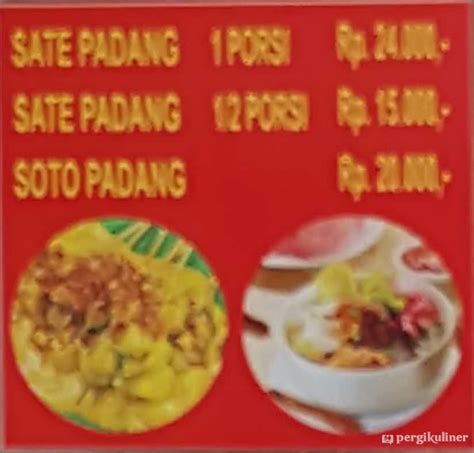 SATE PADANG 1 PORSI Rp. 24.000,-
SATE PADANG 1/2 PORSI Rp. 15.000,-
SOTO PADANG Rp. 20.000,-
pergikuliner